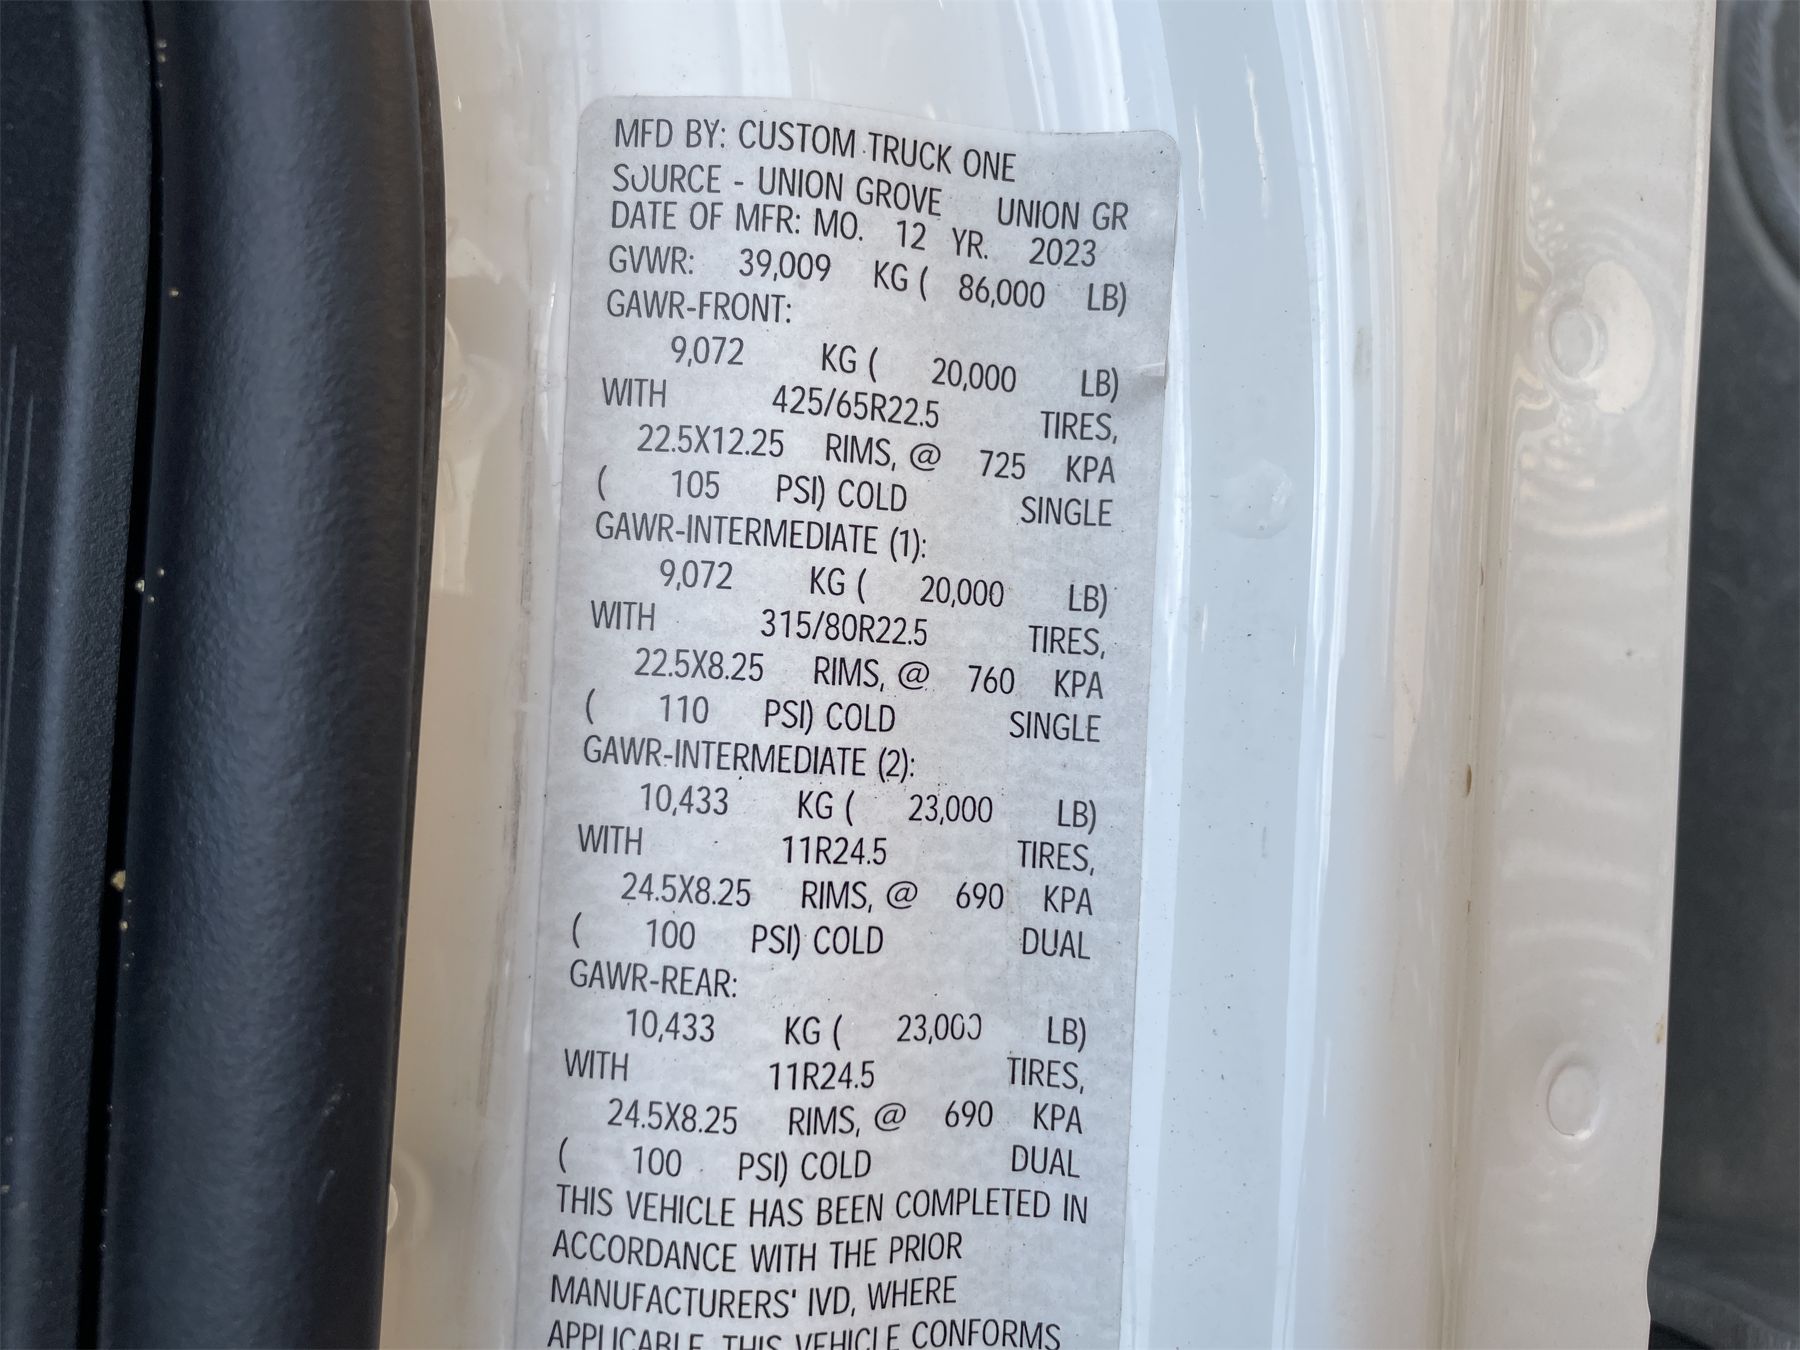 MFD BY: CUSTOM TRUCK ONE
SOURCE - UNION GROVE UNION GR
DATE OF MFR: MO. 12 YR. 2023
GVWR: 39,009 KG ( 86,000 LB)
GAWR-FRONT:
9,072 KG ( 20,000 LB)
WITH 425/65R22.5 TIRES,
22.5X12.25 RIMS, @ 725 KPA
( 105 PSI) COLD SINGLE
GAWR-INTERMEDIATE (1):
9,072 KG ( 20,000 LB)
WITH 315/80R22.5 TIRES,
22.5X8.25 RIMS, @ 760 KPA
( 110 PSI) COLD SINGLE
GAWR-INTERMEDIATE (2):
10,433 KG ( 23,000 LB)
WITH 11R24.5 TIRES,
24.5X8.25 RIMS, @ 690 KPA
( 100 PSI) COLD DUAL
GAWR-REAR:
10,433 KG ( 23,000 LB)
WITH 11R24.5 TIRES,
24.5X8.25 RIMS, @ 690 KPA
( 100 PSI) COLD DUAL
THIS VEHICLE HAS BEEN COMPLETED IN
ACCORDANCE WITH THE PRIOR
MANUFACTURERS' IVD, WHERE
APPLICABLE. THIS VEHICLE CONFORMS